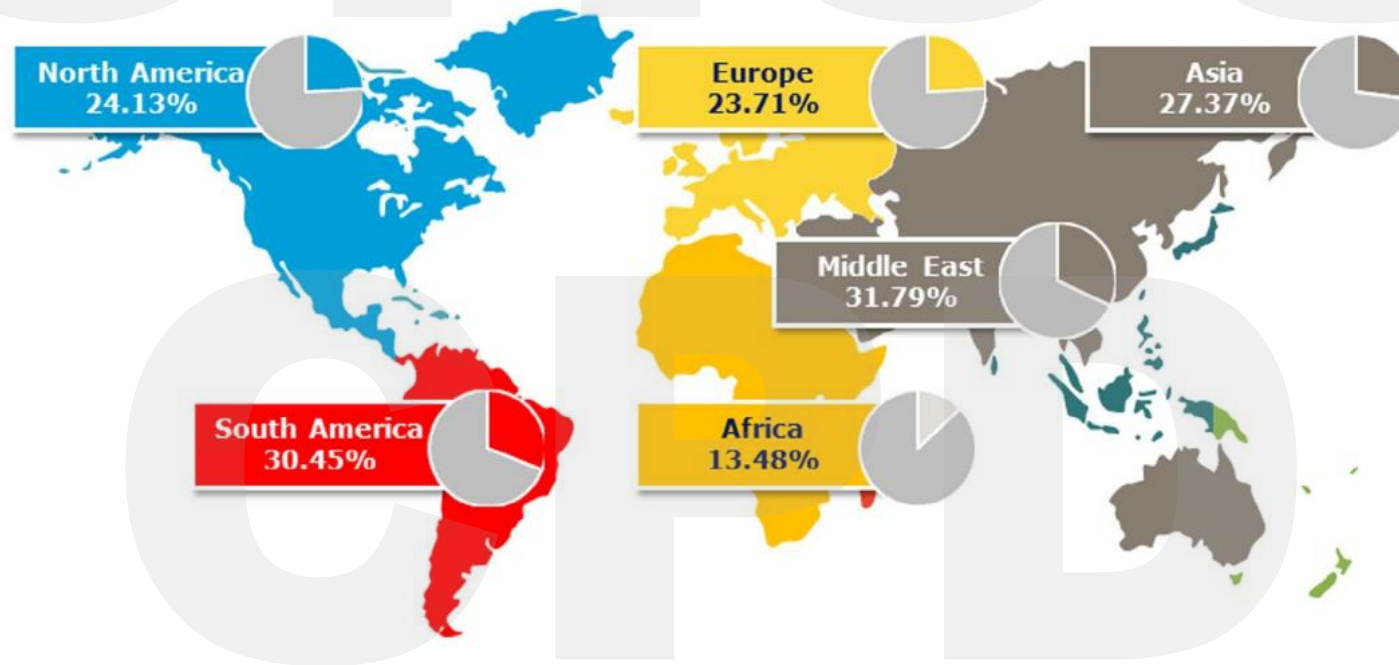 North America
24.13%
Europe
23.71%
Asia
27.37%
Middle East
31.79%
South America
30.45%
Africa
13.48%
CPD